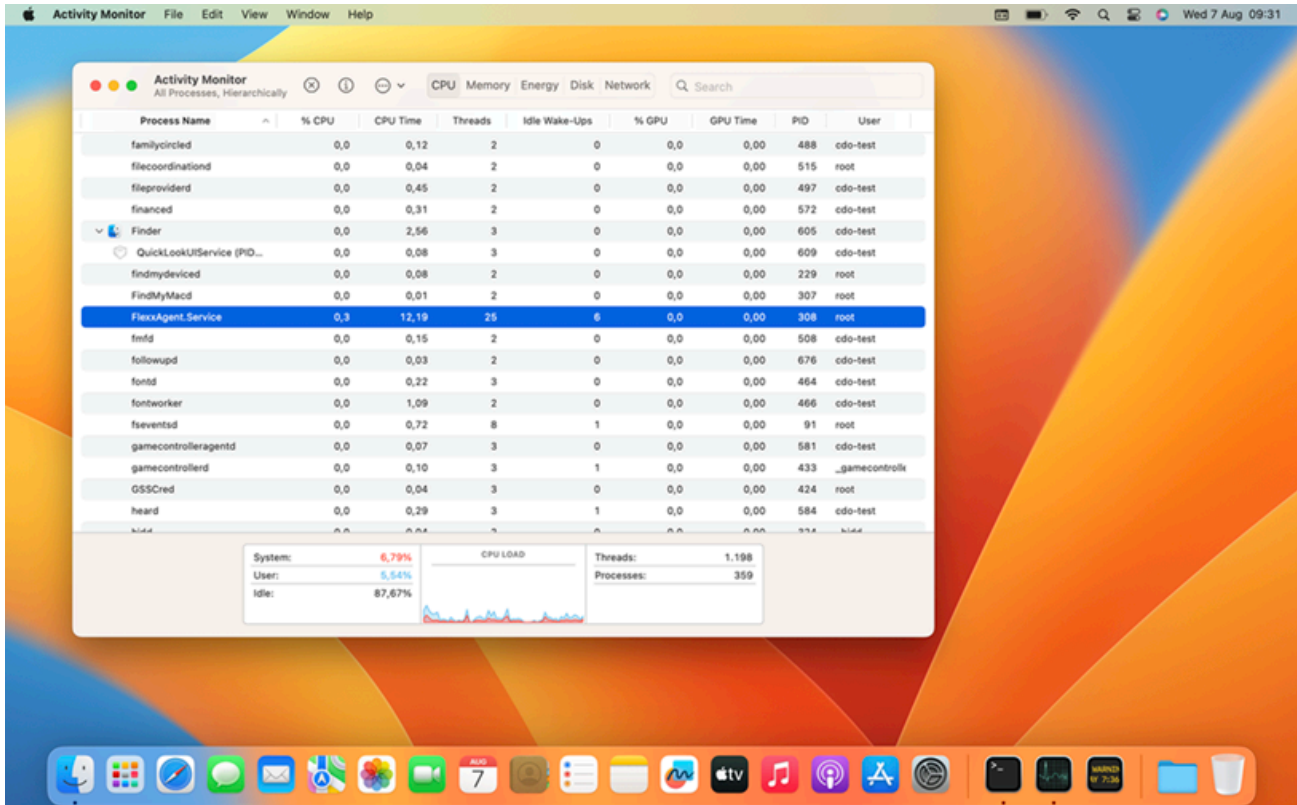 Activity Monitor File Edit View Window Help Wed 7 Aug 09:31
Activity Monitor
All Processes, Hierarchically
CPU Memory Energy Disk Network Search
Process Name % CPU CPU Time Threads Idle Wake-Ups % GPU GPU Time PID User
familycircled 0,0 0,12 2 0 0,0 0,00 488 cdo-test
filecoordinationd 0,0 0,04 2 0 0,0 0,00 515 root
fileproviderd 0,0 0,45 2 0 0,0 0,00 497 cdo-test
financed 0,0 0,31 2 0 0,0 0,00 572 cdo-test
Finder 0,0 2,56 3 0 0,0 0,00 605 cdo-test
QuickLookUIService (PID... 0,0 0,08 3 0 0,0 0,00 609 cdo-test
findmydeviced 0,0 0,08 2 0 0,0 0,00 229 root
FindMyMacd 0,0 0,01 2 0 0,0 0,00 307 root
FlexxAgent.Service 0,3 12,19 25 6 0,0 0,00 308 root
fmfd 0,0 0,15 2 0 0,0 0,00 508 cdo-test
followupd 0,0 0,03 2 0 0,0 0,00 676 cdo-test
fontd 0,0 0,22 3 0 0,0 0,00 464 cdo-test
fontworker 0,0 1,09 2 0 0,0 0,00 466 cdo-test
fseventsd 0,0 0,72 8 1 0,0 0,00 91 root
gamecontrolleragentd 0,0 0,07 3 0 0,0 0,00 581 cdo-test
gamecontrollerd 0,0 0,10 3 1 0,0 0,00 433 _gamecontrolle
GSSCred 0,0 0,04 3 0 0,0 0,00 424 root
heard 0,0 0,29 3 1 0,0 0,00 584 cdo-test
System: 6,79% CPU LOAD Threads: 1.198
User: 5,54% Processes: 359
Idle: 87,67%
AUG
7
tv
WARNIN
7:36